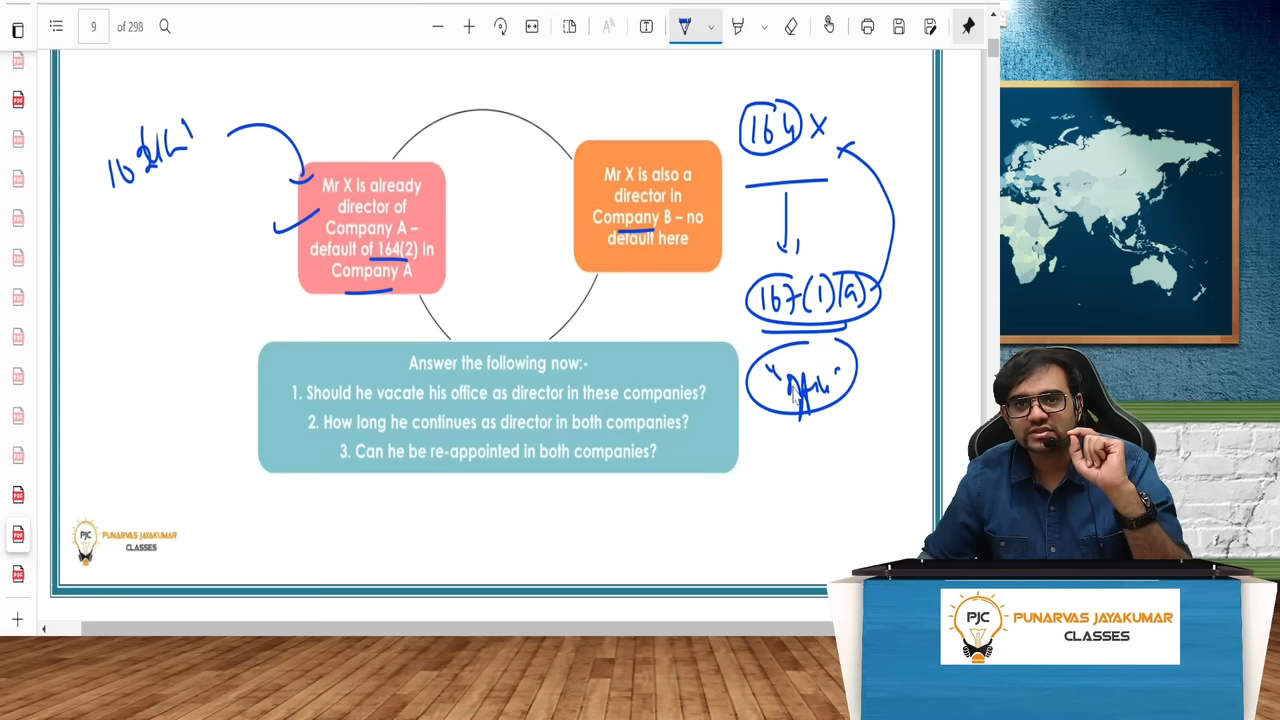 9 of 298
164 X
Mr X is already
director of
Company A –
default of 164(2) in
Company A
Mr X is also a
director in
Company B – no
default here
167(1)(a)
Answer the following now:-
1. Should he vacate his office as director in these companies?
2. How long he continues as director in both companies?
3. Can he be re-appointed in both companies?
PJC PUNARVAS JAYAKUMAR
CLASSES
PJC PUNARVAS JAYAKUMAR
CLASSES